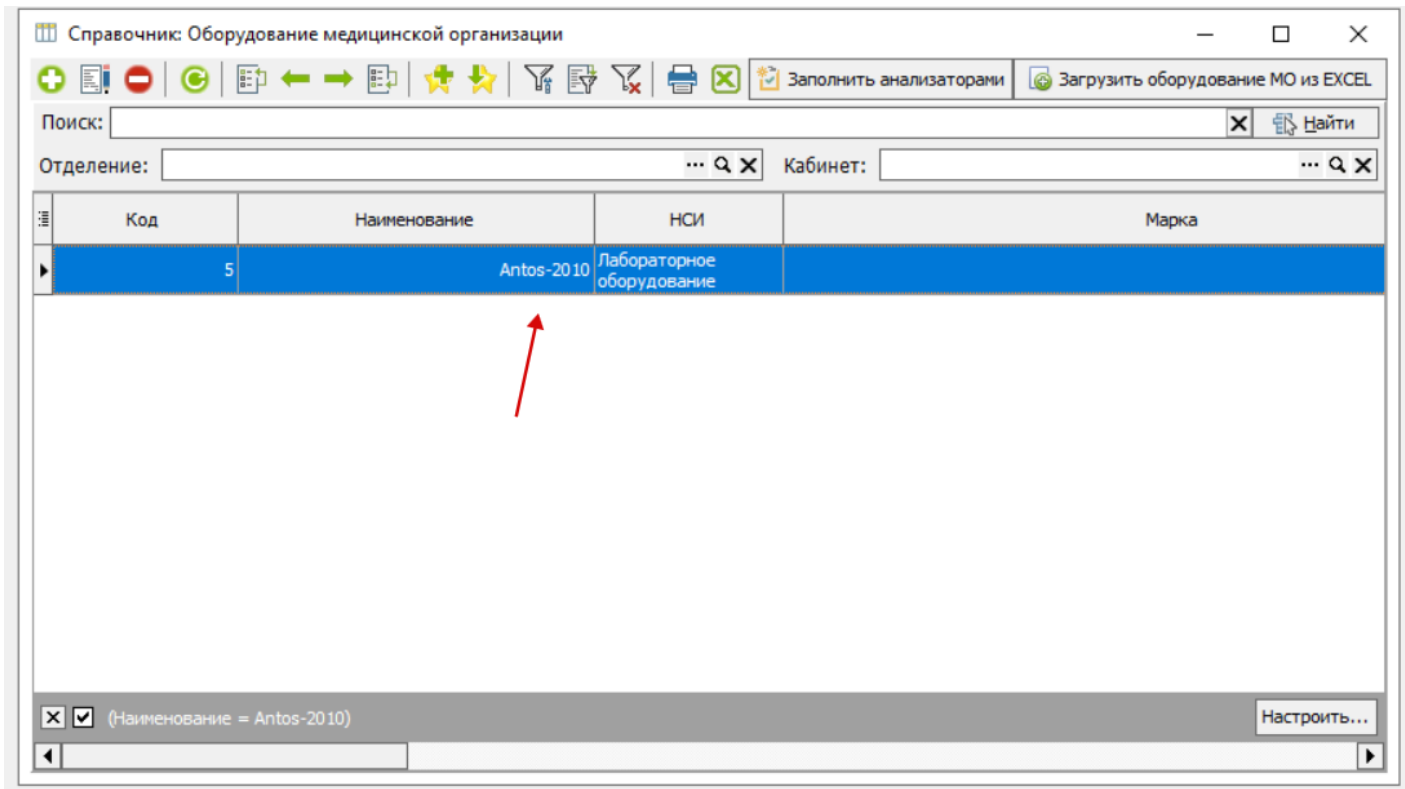 Справочник: Оборудование медицинской организации
Заполнить анализаторами
Загрузить оборудование МО из EXCEL
Поиск:
Найти
Отделение:
Кабинет:
Код
Наименование
НСИ
Марка
5
Antos-2010
Лабораторное
оборудование
(Наименование = Antos-2010)
Настроить...